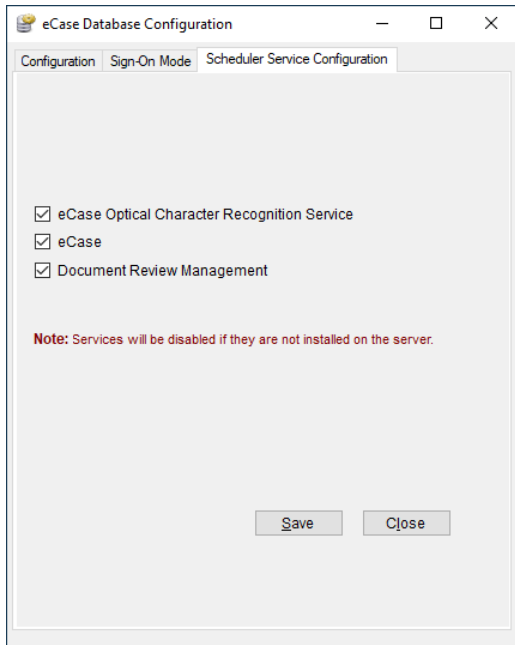 eCase Database Configuration
Configuration Sign-On Mode Scheduler Service Configuration
eCase Optical Character Recognition Service
eCase
Document Review Management
Note: Services will be disabled if they are not installed on the server.
Save Close